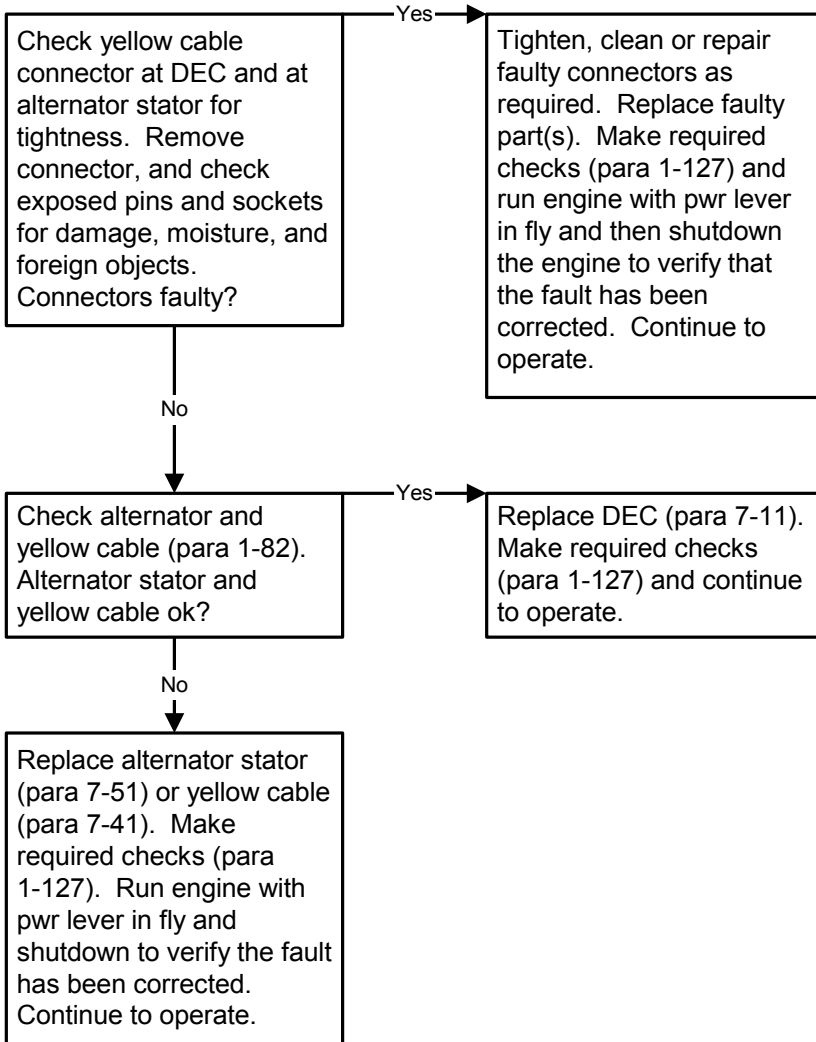 Check yellow cable
connector at DEC and at
alternator stator for
tightness.  Remove
connector, and check
exposed pins and sockets
for damage, moisture, and
foreign objects.
Connectors faulty?
Yes
Tighten, clean or repair
faulty connectors as
required.  Replace faulty
part(s).  Make required
checks (para 1-127) and
run engine with pwr lever
in fly and then shutdown
the engine to verify that
the fault has been
corrected.  Continue to
operate.
No
Check alternator and
yellow cable (para 1-82).
Alternator stator and
yellow cable ok?
Yes
Replace DEC (para 7-11).
Make required checks
(para 1-127) and continue
to operate.
No
Replace alternator stator
(para 7-51) or yellow cable
(para 7-41).  Make
required checks (para
1-127).  Run engine with
pwr lever in fly and
shutdown to verify the fault
has been corrected.
Continue to operate.